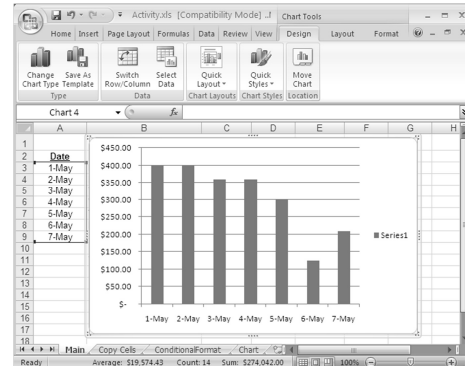 Activity.xls [Compatibility Mode] ... Chart Tools
Home Insert Page Layout Formulas Data Review View Design Layout Format
Change Chart Type
Save As Template
Switch Row/Column
Select Data
Quick Layout
Quick Styles
Move Chart
Type Data Chart Layouts Chart Styles Location
Chart 4 fx
A B C D E F G H
1
2 Date
3 1-May
4 2-May
5 3-May
6 4-May
7 5-May
8 6-May
9 7-May
10
11
12
13
14
15
16
17
18
$450.00
$400.00
$350.00
$300.00
$250.00
$200.00
$150.00
$100.00
$50.00
$-
1-May 2-May 3-May 4-May 5-May 6-May 7-May
Series1
Main Copy Cells ConditionalFormat Chart
Ready Average: $19,574.43 Count: 14 Sum: $274,042.00 100%